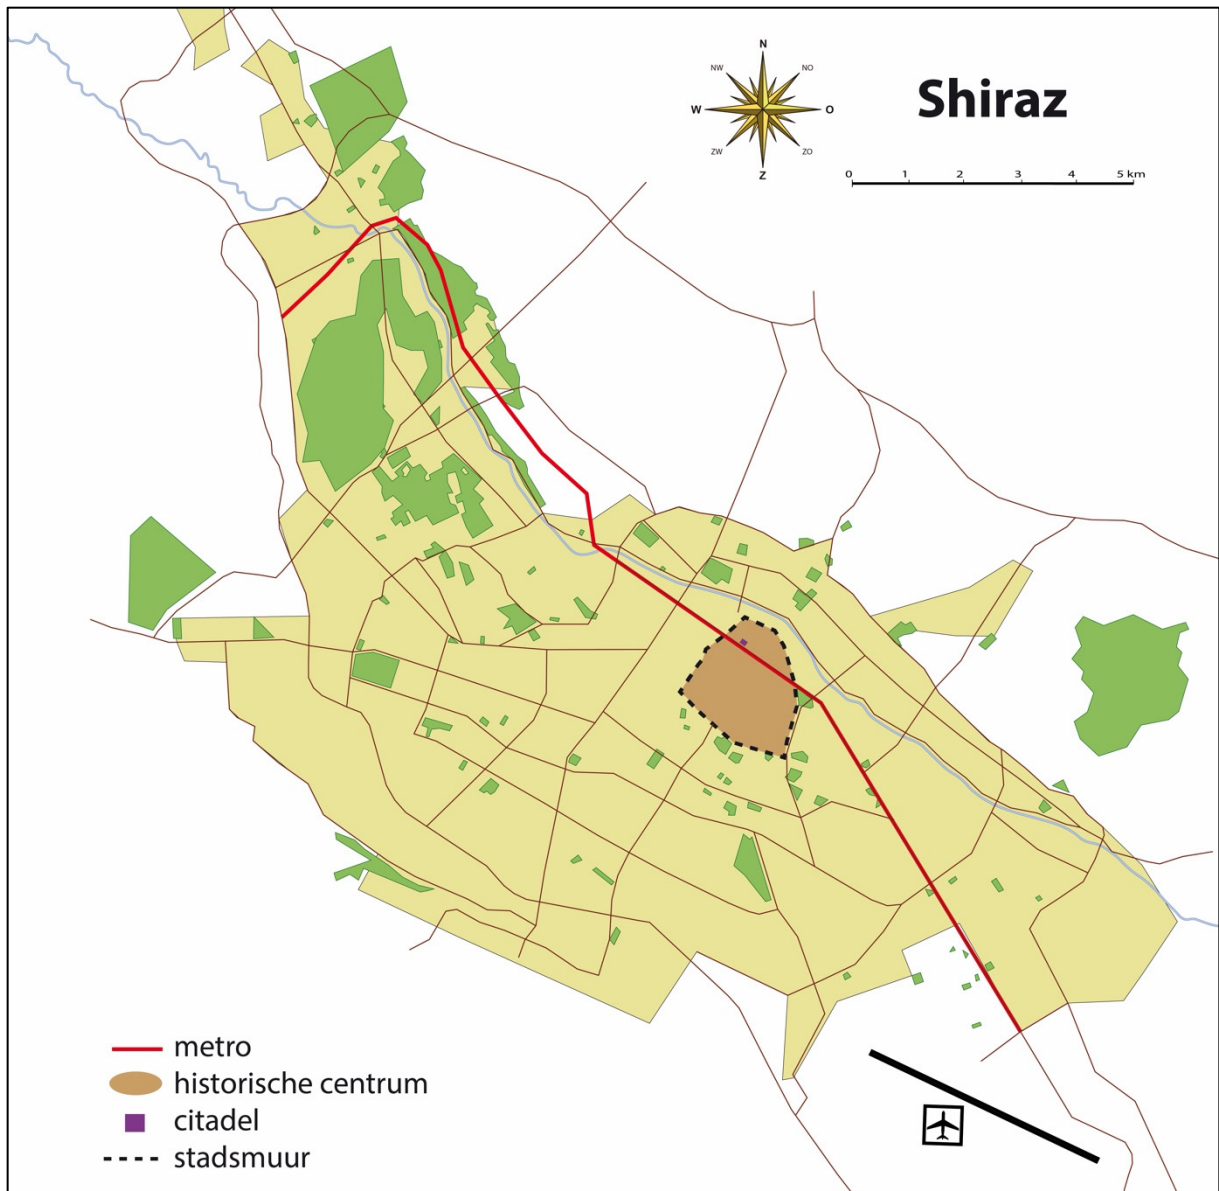 N
NW
NO
W
O
ZW
ZO
Z
Shiraz
0 1 2 3 4 5 km
metro
historische centrum
citadel
stadsmuur